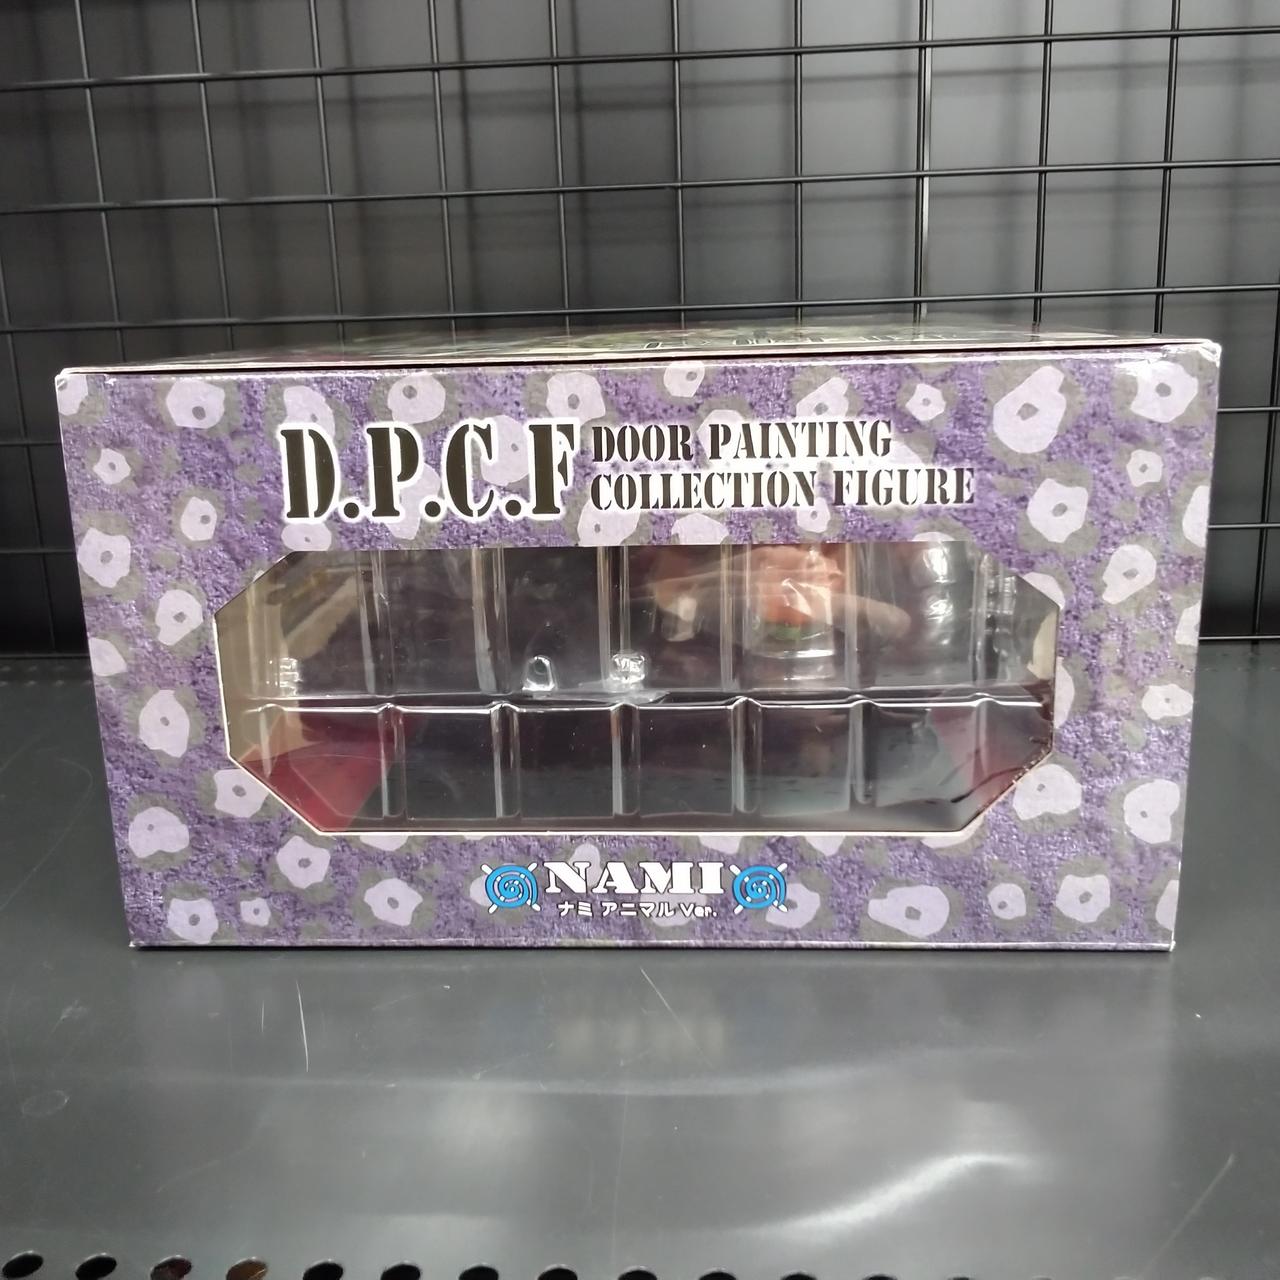 D.P.C.F
DOOR PAINTING
COLLECTION FIGURE
NAMI
ナミ アニマル Ver.